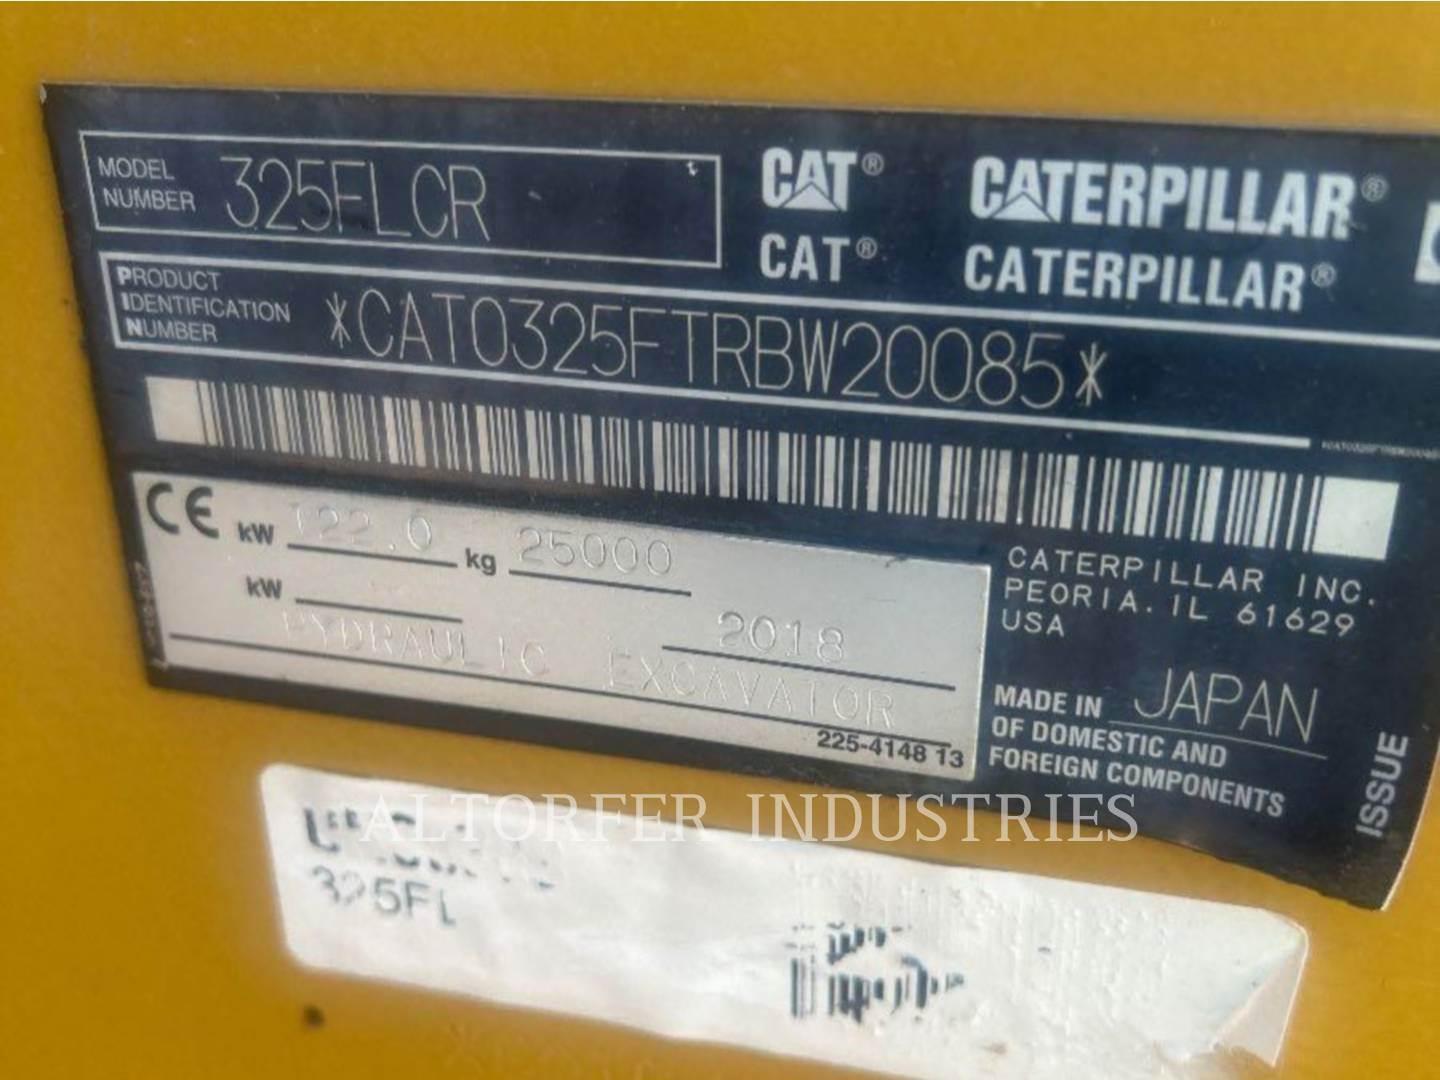 MODEL NUMBER 325FLCR
CAT® CATERPILLAR®
CAT® CATERPILLAR®
PRODUCT IDENTIFICATION NUMBER *CAT0325FTRBW20085*
CE kW 122.0 kg 25000
kW
2018
HYDRAULIC EXCAVATOR
225-4148 13
CATERPILLAR INC.
PEORIA. IL 61629
USA
MADE IN JAPAN
OF DOMESTIC AND
FOREIGN COMPONENTS
ISSUE
ALTORFER INDUSTRIES
325FL